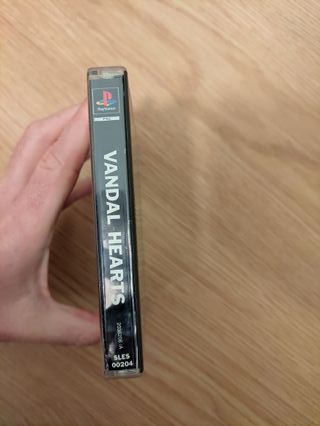 PlayStation
PAL
VANDAL HEARTS
SLES
00204